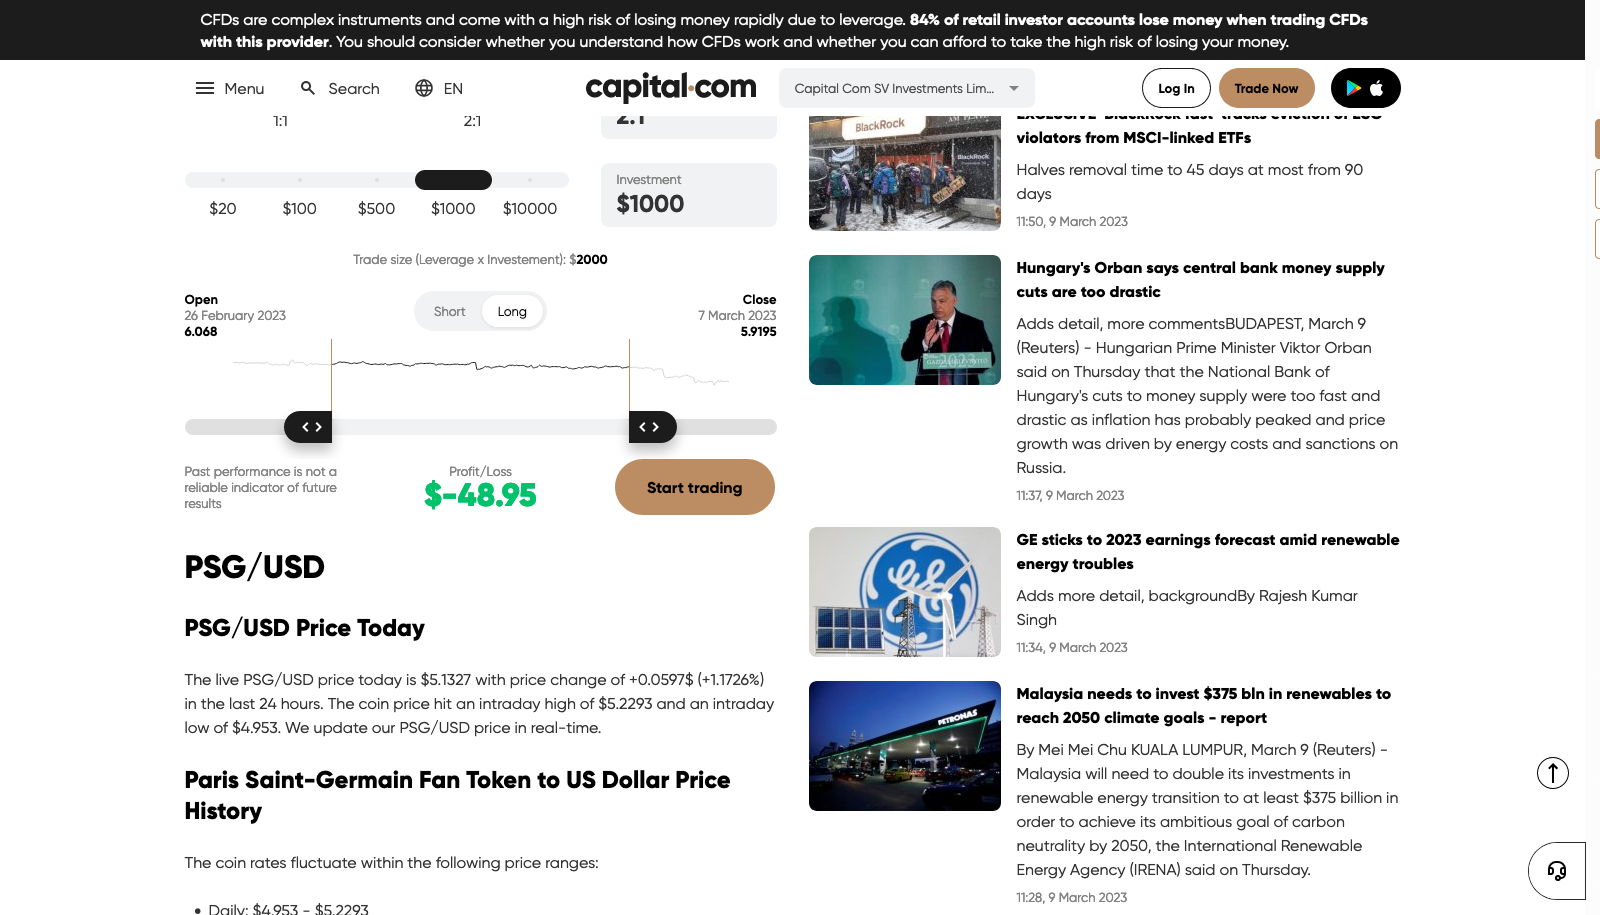 CFDs are complex instruments and come with a high risk of losing money rapidly due to leverage. 84% of retail investor accounts lose money when trading CFDs
with this provider. You should consider whether you understand how CFDs work and whether you can afford to take the high risk of losing your money.
Menu
Search
EN
capital.com
Capital Com SV Investments Lim...
Log In
Trade Now
1:1
2:1
2:1
$20
$100
$500
$1000
$10000
Investment
$1000
Trade size (Leverage x Investement): $2000
Open
26 February 2023
6.068
Short
Long
Close
7 March 2023
5.9195
Past performance is not a
reliable indicator of future
results
Profit/Loss
$-48.95
Start trading
PSG/USD
PSG/USD Price Today
The live PSG/USD price today is $5.1327 with price change of +0.0597$ (+1.1726%)
in the last 24 hours. The coin price hit an intraday high of $5.2293 and an intraday
low of $4.953. We update our PSG/USD price in real-time.
Paris Saint-Germain Fan Token to US Dollar Price
History
The coin rates fluctuate within the following price ranges:
• Daily: $4.953 - $5.2293
BlackRock
BlackRock
EXCLUSIVE-BlackRock fast-tracks eviction of ESG
violators from MSCI-linked ETFs
Halves removal time to 45 days at most from 90
days
11:50, 9 March 2023
Hungary's Orban says central bank money supply
cuts are too drastic
Adds detail, more commentsBUDAPEST, March 9
(Reuters) - Hungarian Prime Minister Viktor Orban
said on Thursday that the National Bank of
Hungary's cuts to money supply were too fast and
drastic as inflation has probably peaked and price
growth was driven by energy costs and sanctions on
Russia.
11:37, 9 March 2023
GE sticks to 2023 earnings forecast amid renewable
energy troubles
Adds more detail, backgroundBy Rajesh Kumar
Singh
11:34, 9 March 2023
PETRONAS
Malaysia needs to invest $375 bln in renewables to
reach 2050 climate goals - report
By Mei Mei Chu KUALA LUMPUR, March 9 (Reuters) -
Malaysia will need to double its investments in
renewable energy transition to at least $375 billion in
order to achieve its ambitious goal of carbon
neutrality by 2050, the International Renewable
Energy Agency (IRENA) said on Thursday.
11:28, 9 March 2023